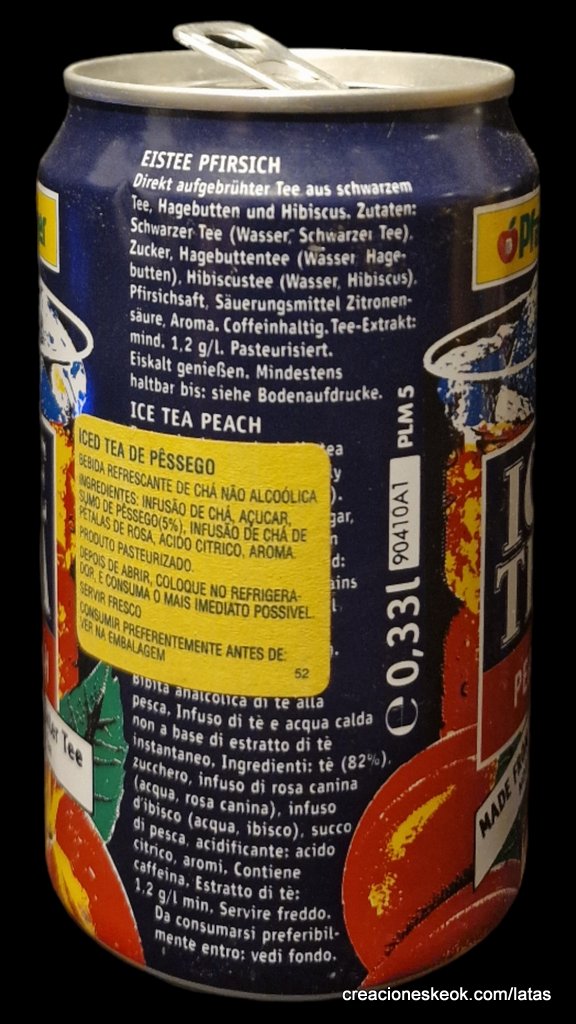 EISTEE PFIRSICH
Direkt aufgebrühter Tee aus schwarzem
Tee, Hagebutten und Hibiscus. Zutaten:
Schwarzer Tee (Wasser, Schwarzer Tee),
Zucker, Hagebuttentee (Wasser, Hage-
butten), Hibiscustee (Wasser, Hibiscus),
Pfirsichsaft, Säuerungsmittel Zitronen-
säure, Aroma. Coffeinhaltig. Tee-Extrakt:
mind. 1,2 g/l. Pasteurisiert.
Eiskalt genießen. Mindestens
haltbar bis: siehe Bodenaufdrucke.
ICE TEA PEACH
ICED TEA DE PÊSSEGO
BEBIDA REFRESCANTE DE CHÁ NÃO ALCOÓLICA
INGREDIENTES: INFUSÃO DE CHÁ, AÇUCAR,
SUMO DE PÊSSEGO(5%), INFUSÃO DE CHÁ DE
PÉTALAS DE ROSA, ACIDO CITRICO, AROMA.
PRODUTO PASTEURIZADO.
DEPOIS DE ABRIR, COLOQUE NO REFRIGERA-
DOR, E CONSUMA O MAIS IMEDIATO POSSIVEL.
SERVIR FRESCO
CONSUMIR PREFERENTEMENTE ANTES DE:
VER NA EMBALAGEM
52
Bibita analcolica di tè alla
pesca, Infuso di tè e acqua calda
non a base di estratto di tè
instantaneo. Ingredienti: tè (82%),
zucchero, infuso di rosa canina
(acqua, rosa canina), infuso
d'ibisco (acqua, ibisco), succo
di pesca, acidificante: acido
citrico, aromi. Contiene
caffeina. Estratto di tè:
1,2 g/l min. Servire freddo.
Da consumarsi preferibil-
mente entro: vedi fondo.
e 0,33 l
90410A1
PLM 5
Tee
MADE
creacioneskeok.com/latas